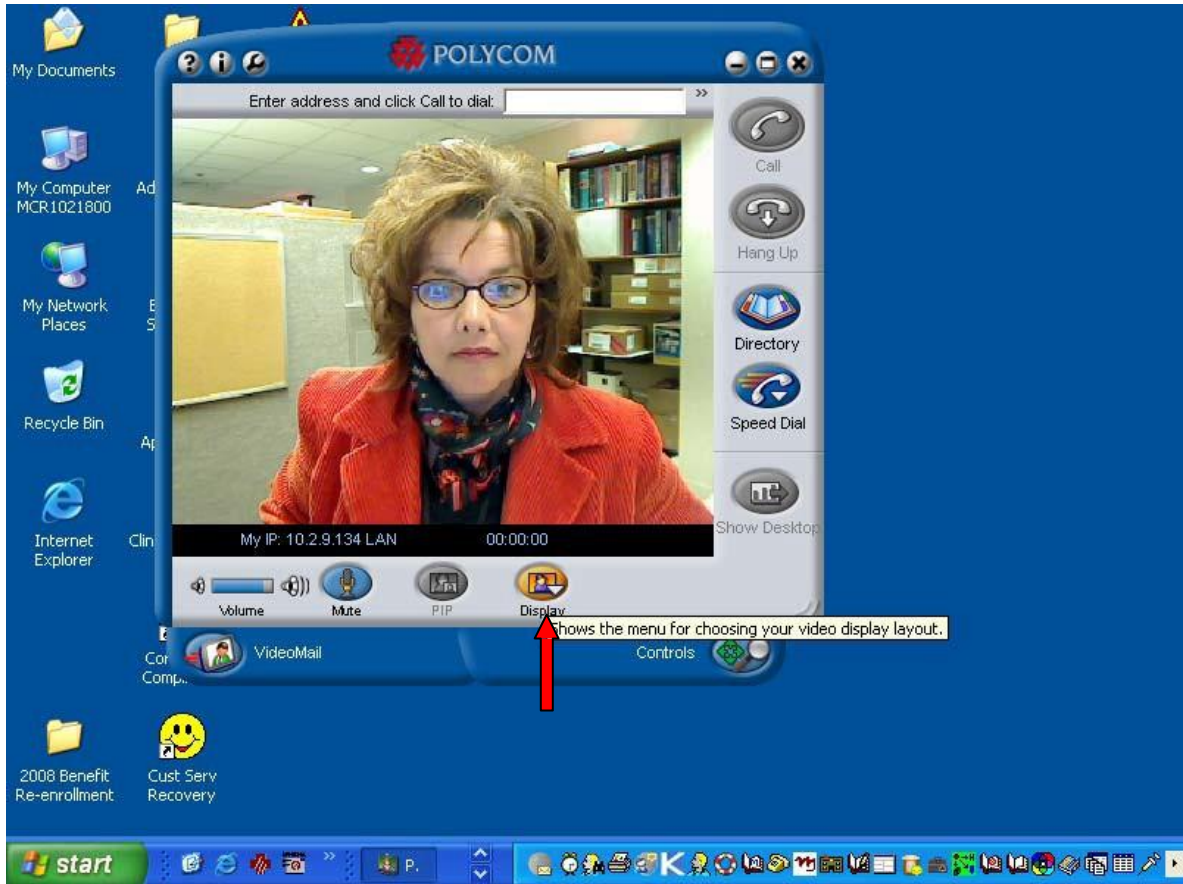 My Documents
My Computer
MCR1021800
My Network
Places
Recycle Bin
Internet
Explorer
2008 Benefit
Re-enrollment
Cust Serv
Recovery
Ad
E
S
Ap
Clin
Cor
Comp..
POLYCOM
Enter address and click Call to dial:
»
Call
Hang Up
Directory
Speed Dial
Show Desktop
My IP: 10.2.9.134 LAN 00:00:00
Volume Mute PIP Display
Shows the menu for choosing your video display layout.
VideoMail Controls
start
P.